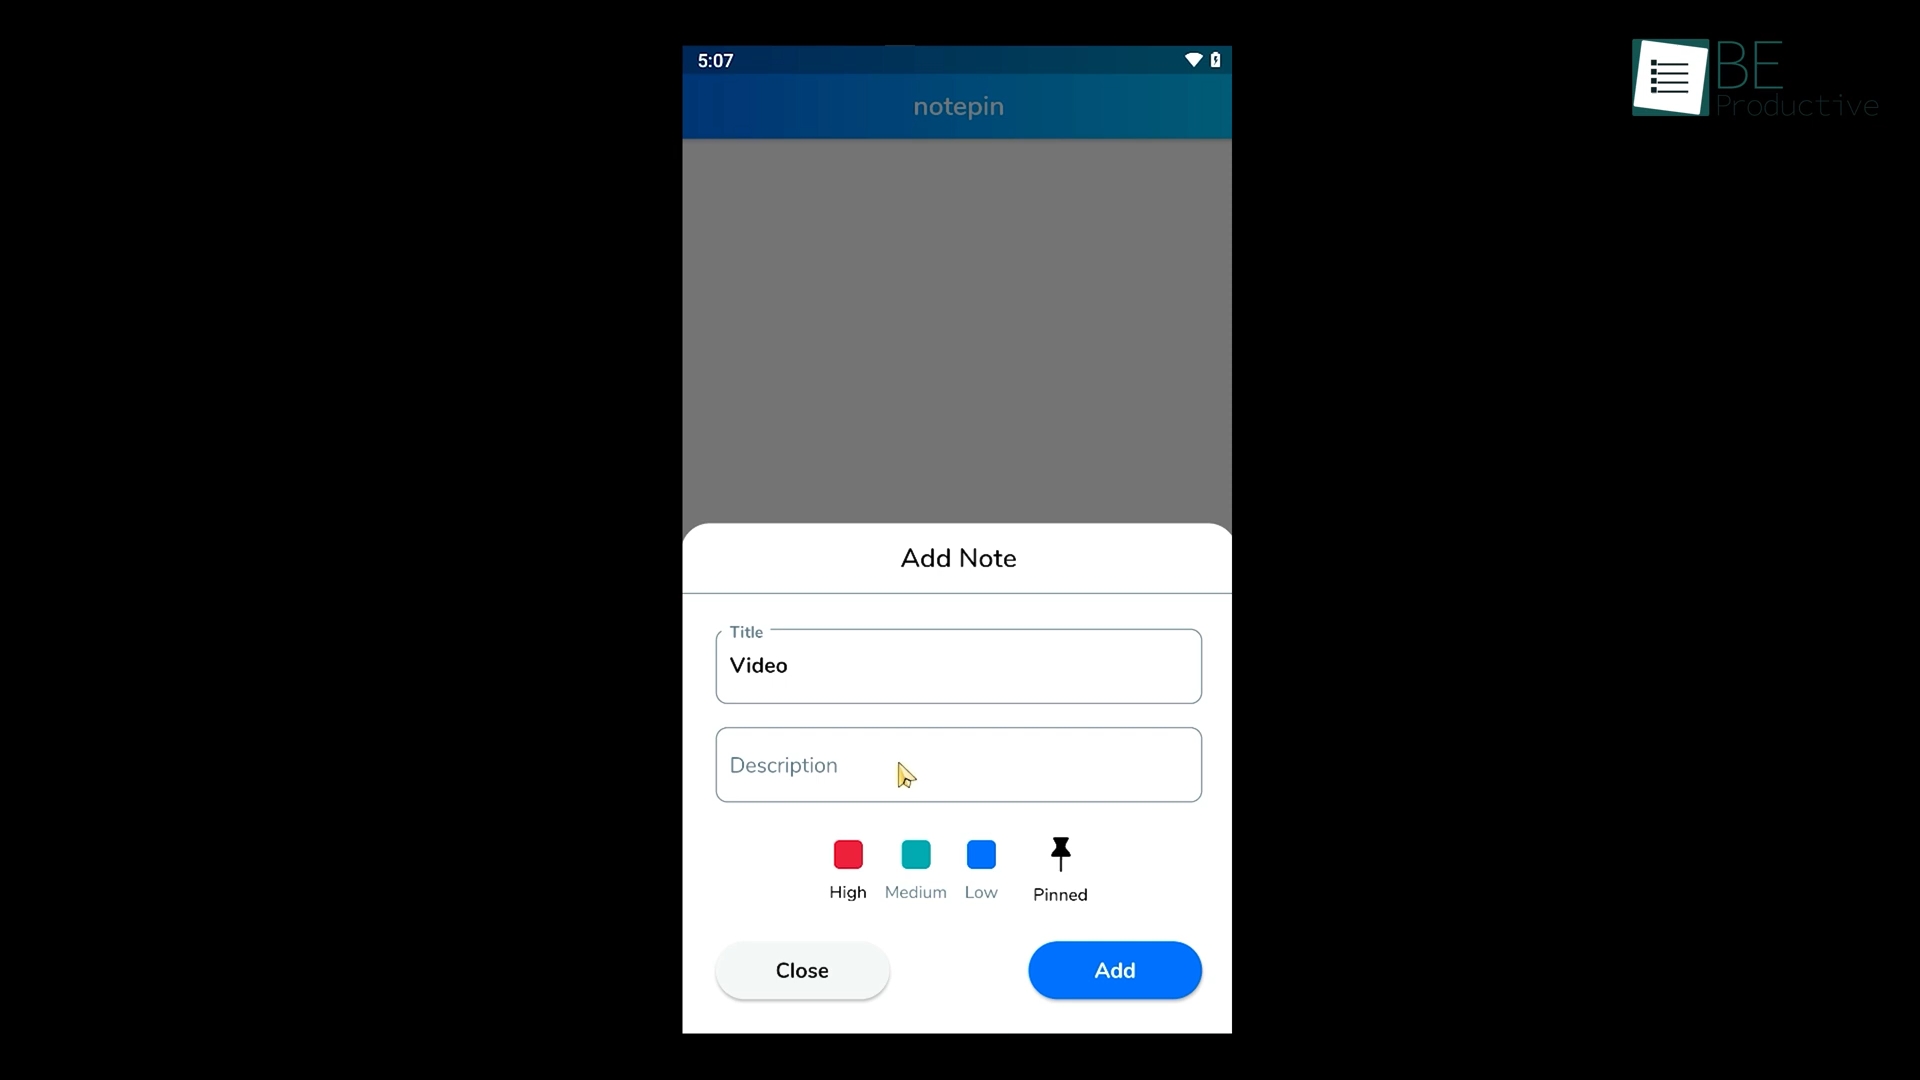 5:07
notepin
BE
Productive
Add Note
Title
Video
Description
High
Medium
Low
Pinned
Close
Add